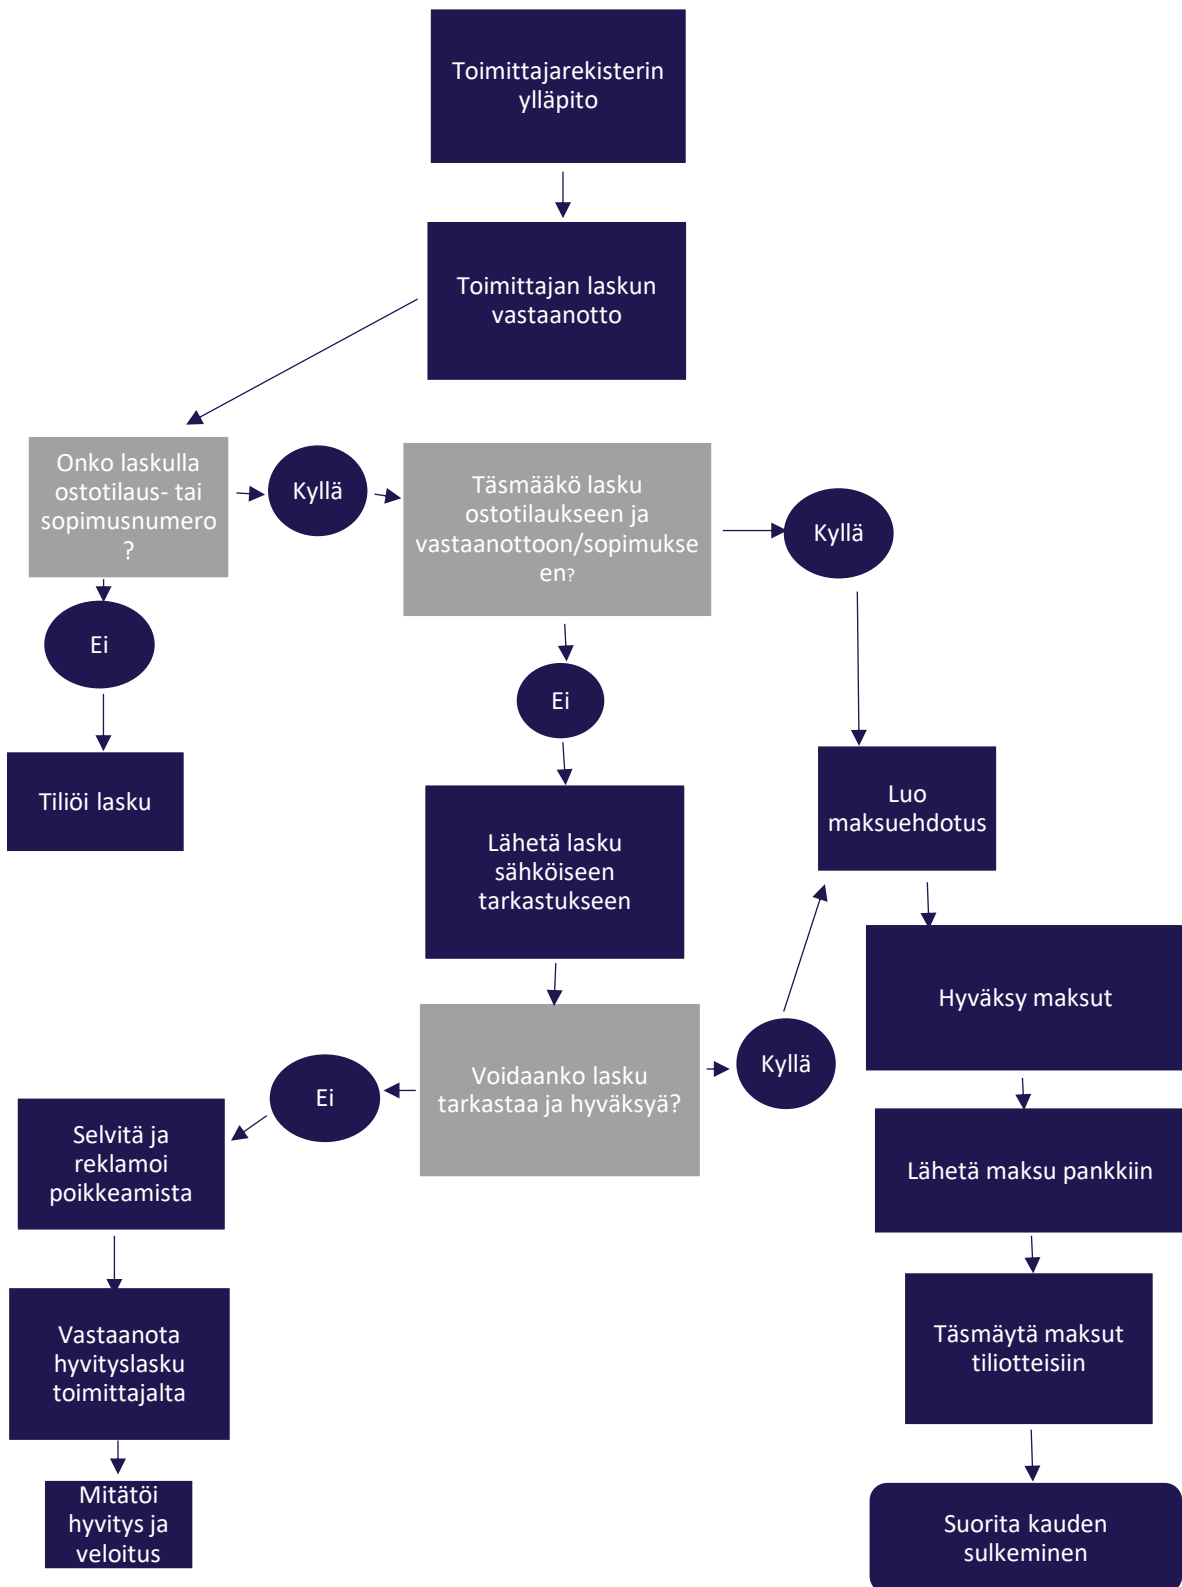 Toimittajarekisterin
ylläpito
Toimittajan laskun
vastaanotto
Onko laskulla
ostotilaus- tai
sopimusnumero
?
Kyllä
Täsmääkö lasku
ostotilaukseen ja
vastaanottoon/sopimukse
en?
Kyllä
Ei
Ei
Tiliöi lasku
Lähetä lasku
sähköiseen
tarkastukseen
Luo
maksuehdotus
Hyväksy maksut
Voidaanko lasku
tarkastaa ja hyväksyä?
Kyllä
Ei
Selvitä ja
reklamoi
poikkeamista
Lähetä maksu pankkiin
Vastaanota
hyvityslasku
toimittajalta
Täsmäytä maksut
tiliotteisiin
Mitätöi
hyvitys ja
veloitus
Suorita kauden
sulkeminen